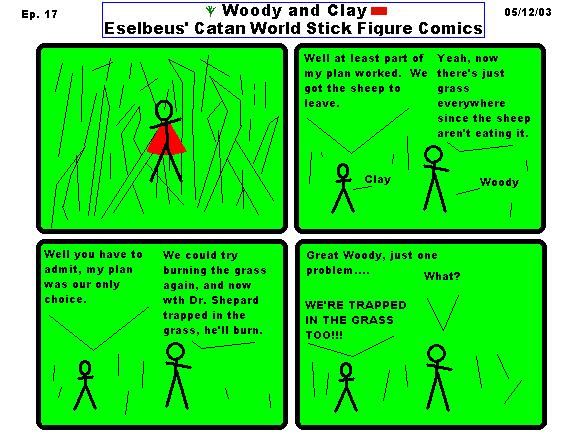 Ep. 17
Woody and Clay
05/12/03
Eselbeus' Catan World Stick Figure Comics
Well at least part of
my plan worked. We
got the sheep to
leave.
Yeah, now
there's just
grass
everywhere
since the sheep
aren't eating it.
Clay
Woody
Well you have to
admit, my plan
was our only
choice.
We could try
burning the grass
again, and now
wth Dr. Shepard
trapped in the
grass, he'll burn.
Great Woody, just one
problem....
What?
WE'RE TRAPPED
IN THE GRASS
TOO!!!